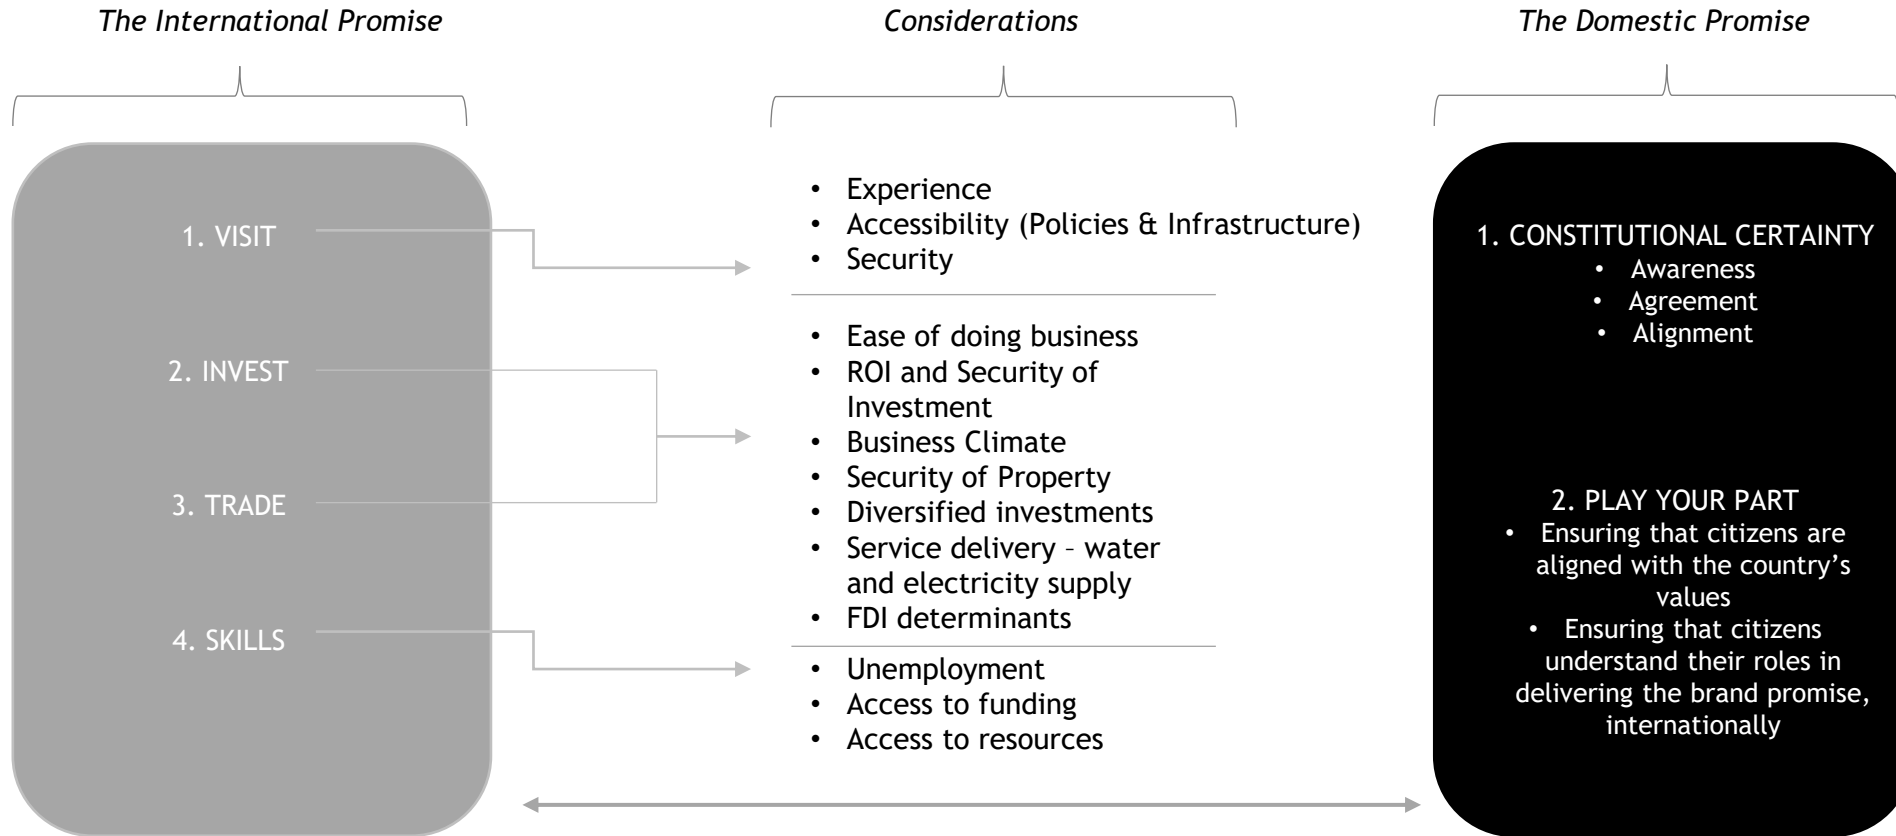 The International Promise
Considerations
The Domestic Promise
1. VISIT
2. INVEST
3. TRADE
4. SKILLS
• Experience
• Accessibility (Policies & Infrastructure)
• Security
• Ease of doing business
• ROI and Security of
Investment
• Business Climate
• Security of Property
• Diversified investments
• Service delivery – water
and electricity supply
• FDI determinants
• Unemployment
• Access to funding
• Access to resources
1. CONSTITUTIONAL CERTAINTY
• Awareness
• Agreement
• Alignment
2. PLAY YOUR PART
• Ensuring that citizens are
aligned with the country’s
values
• Ensuring that citizens
understand their roles in
delivering the brand promise,
internationally